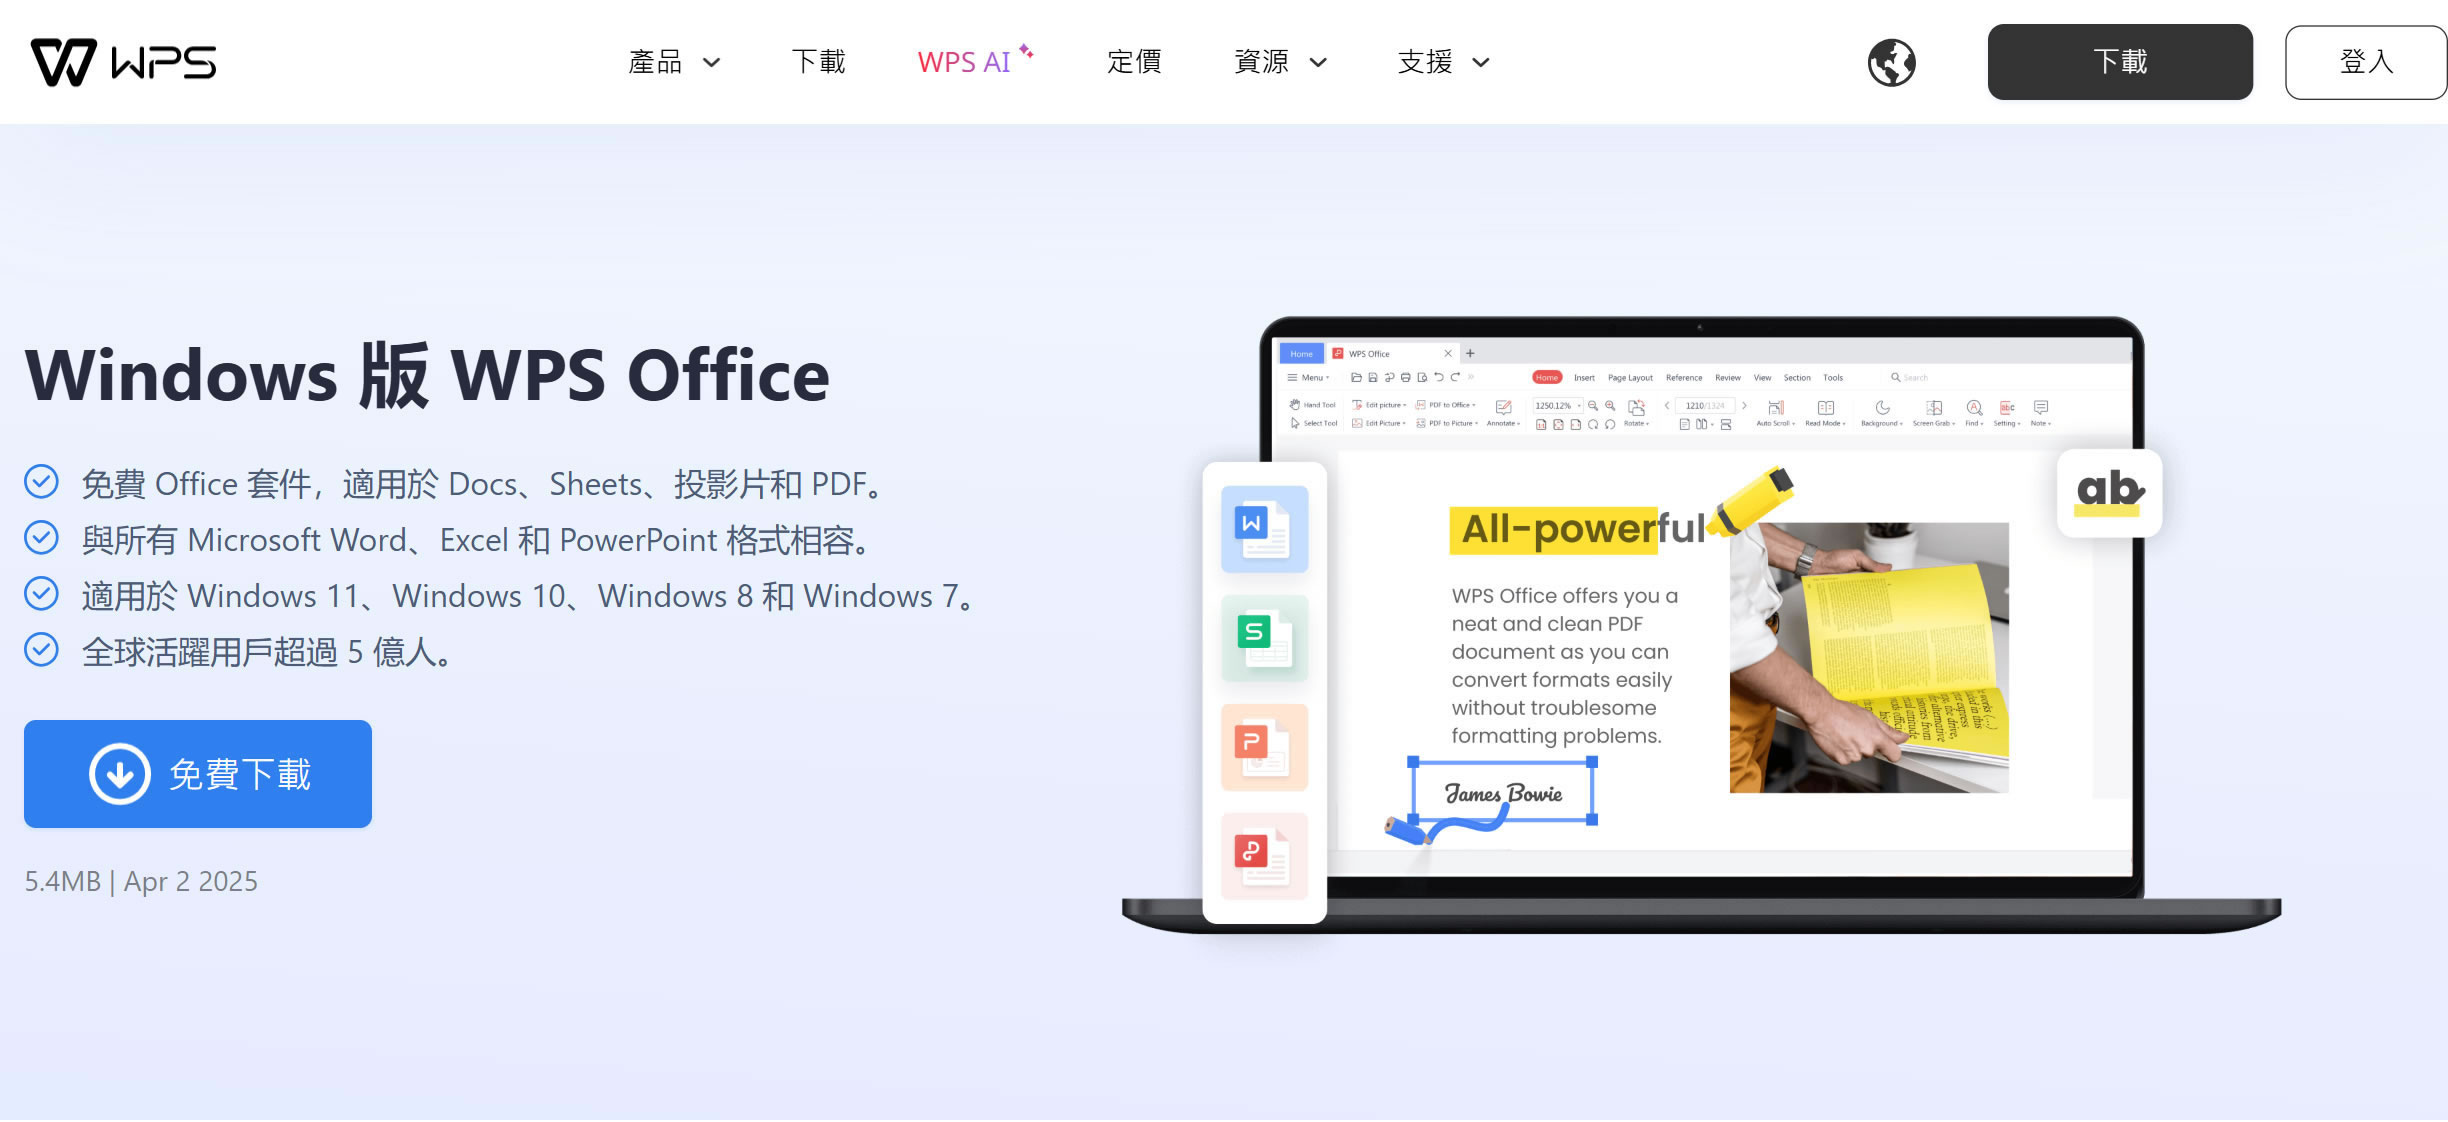 WPS
產品 下載 WPS AI 定價 資源 支援 下載 登入
Windows 版 WPS Office
免費 Office 套件，適用於 Docs、Sheets、投影片和 PDF。
與所有 Microsoft Word、Excel 和 PowerPoint 格式相容。
適用於 Windows 11、Windows 10、Windows 8 和 Windows 7。
全球活躍用戶超過 5 億人。
免費下載
5.4MB | Apr 2 2025
Home WPS Office
Menu Home Insert Page Layout Reference Review View Section Tools Search
Hand Tool Edit picture PDF to Office 1250.12% 1210/1324
Select Tool Edit Picture PDF to Picture Annotate Rotate Auto Scroll Read Mode Background Screen Grab Find Setting Note
W
S
P
ab
All-powerful
WPS Office offers you a
neat and clean PDF
document as you can
convert formats easily
without troublesome
formatting problems.
James Bowie